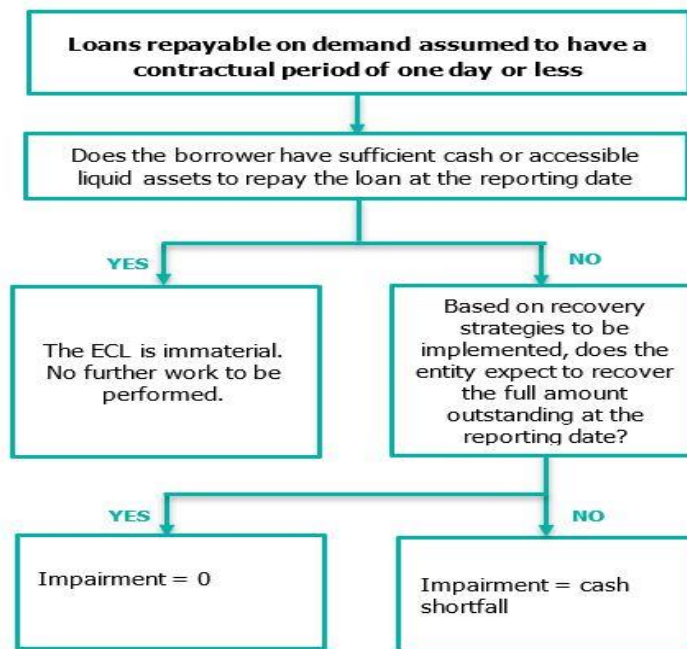 Loans repayable on demand assumed to have a
contractual period of one day or less
Does the borrower have sufficient cash or accessible
liquid assets to repay the loan at the reporting date
YES
NO
The ECL is immaterial.
No further work to be
performed.
Based on recovery
strategies to be
implemented, does the
entity expect to recover
the full amount
outstanding at the
reporting date?
YES
NO
Impairment = 0
Impairment = cash
shortfall